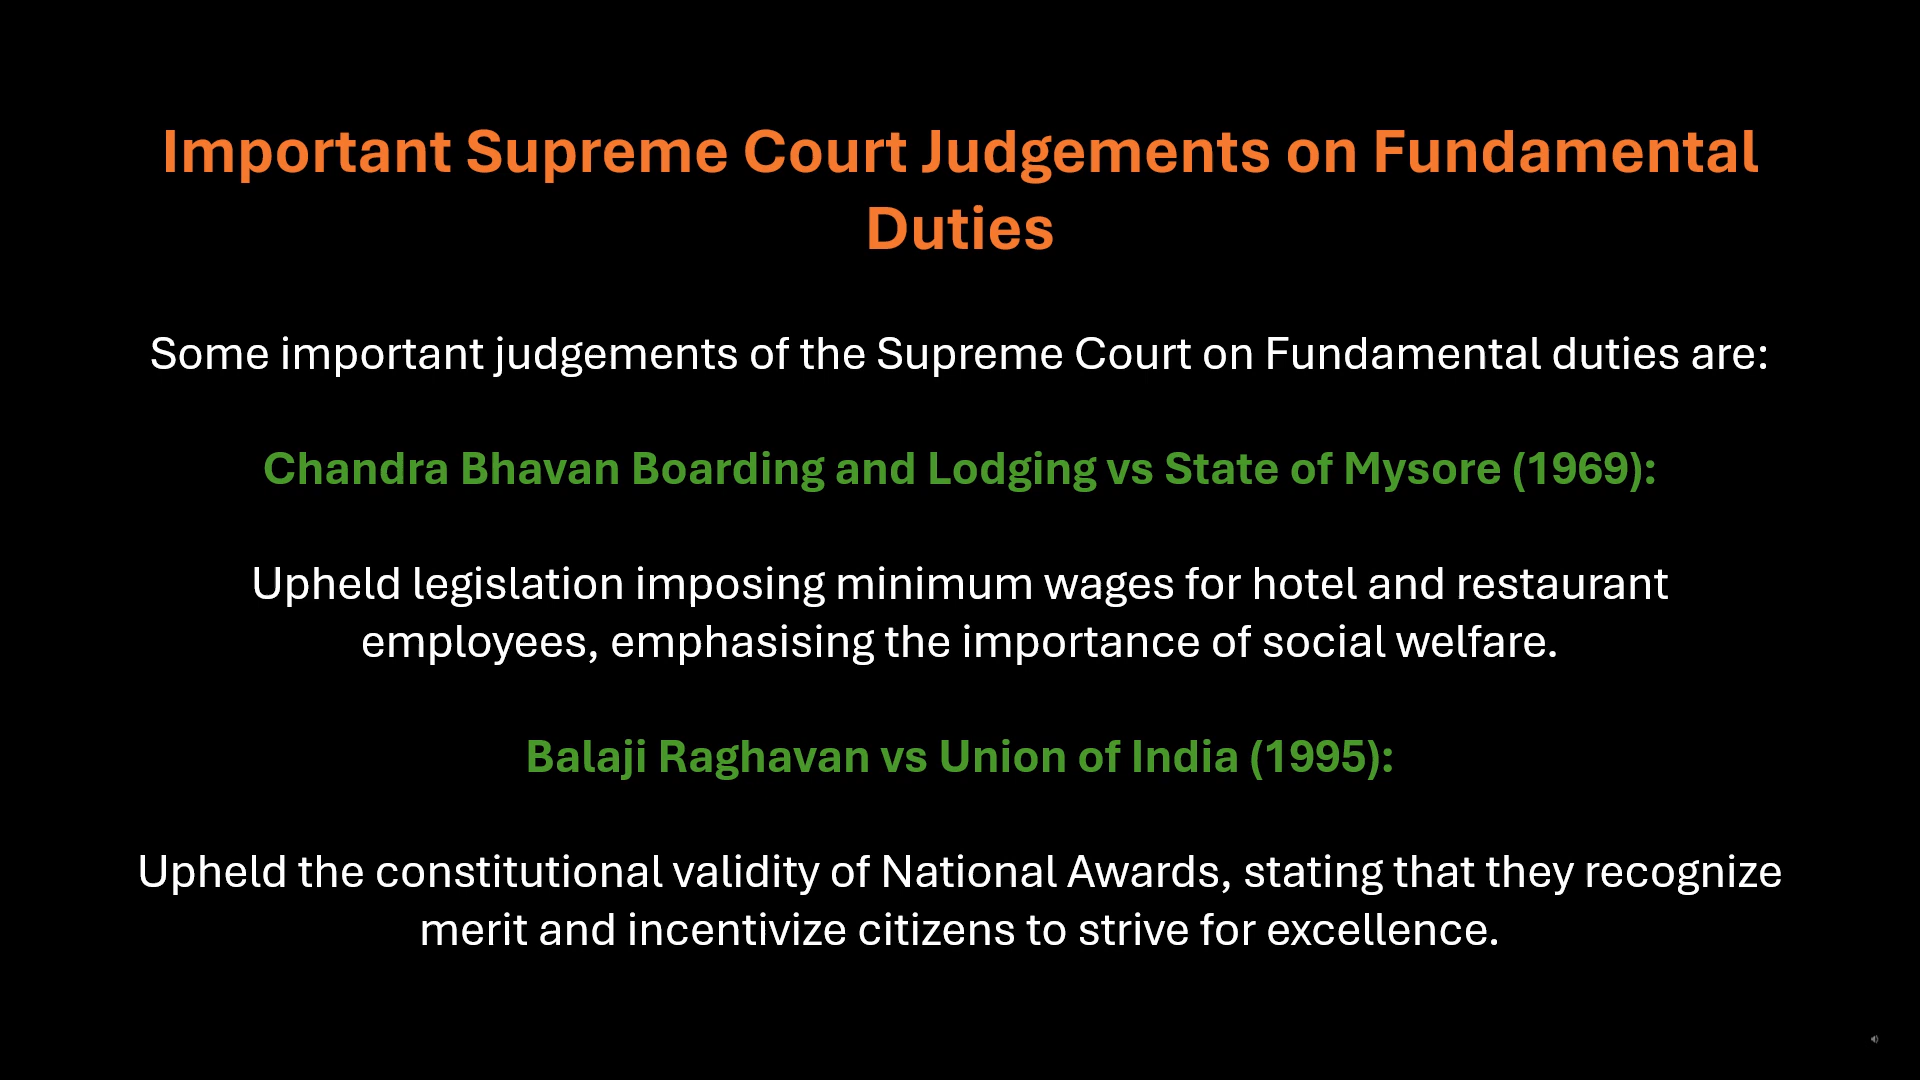 Important Supreme Court Judgements on Fundamental
Duties
Some important judgements of the Supreme Court on Fundamental duties are:
Chandra Bhavan Boarding and Lodging vs State of Mysore (1969):
Upheld legislation imposing minimum wages for hotel and restaurant
employees, emphasising the importance of social welfare.
Balaji Raghavan vs Union of India (1995):
Upheld the constitutional validity of National Awards, stating that they recognize
merit and incentivize citizens to strive for excellence.